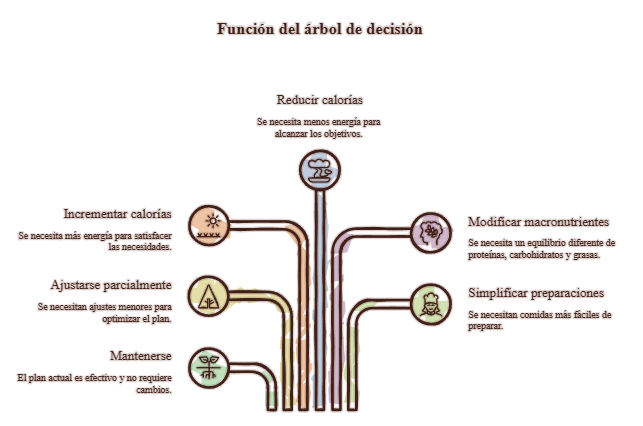 Función del árbol de decisión
Reducir calorías
Se necesita menos energía para
alcanzar los objetivos.
Incrementar calorías
Se necesita más energía para satisfacer
las necesidades.
Ajustarse parcialmente
Se necesitan ajustes menores para
optimizar el plan.
Mantenerse
El plan actual es efectivo y no requiere
cambios.
Modificar macronutrientes
Se necesita un equilibrio diferente de
proteínas, carbohidratos y grasas.
Simplificar preparaciones
Se necesitan comidas más fáciles de
preparar.